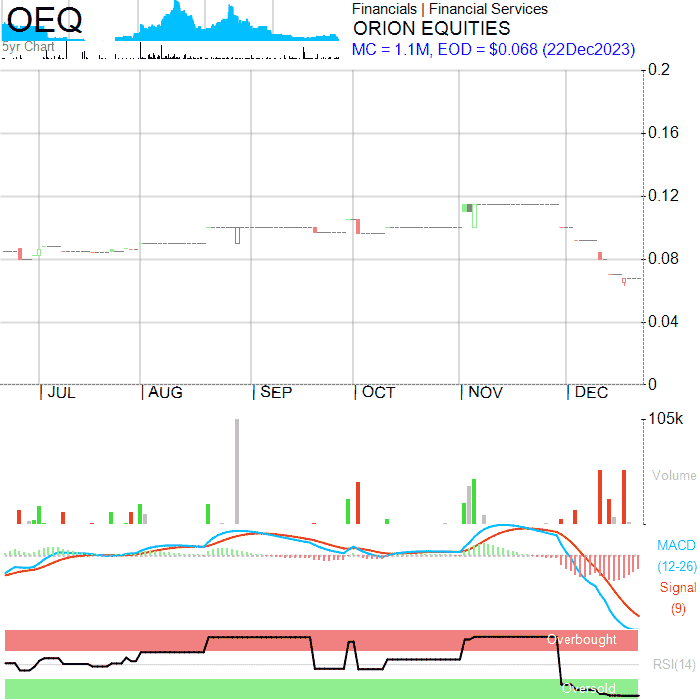 OEQ
5yr Chart
Financials | Financial Services
ORION EQUITIES
MC = 1.1M, EOD = $0.068 (22Dec2023)
0.2
0.16
0.12
0.08
0.04
0
| JUL | AUG | SEP | OCT | NOV | DEC
105k
Volume
MACD
(12-26)
Signal
(9)
Overbought
RSI(14)
Oversold